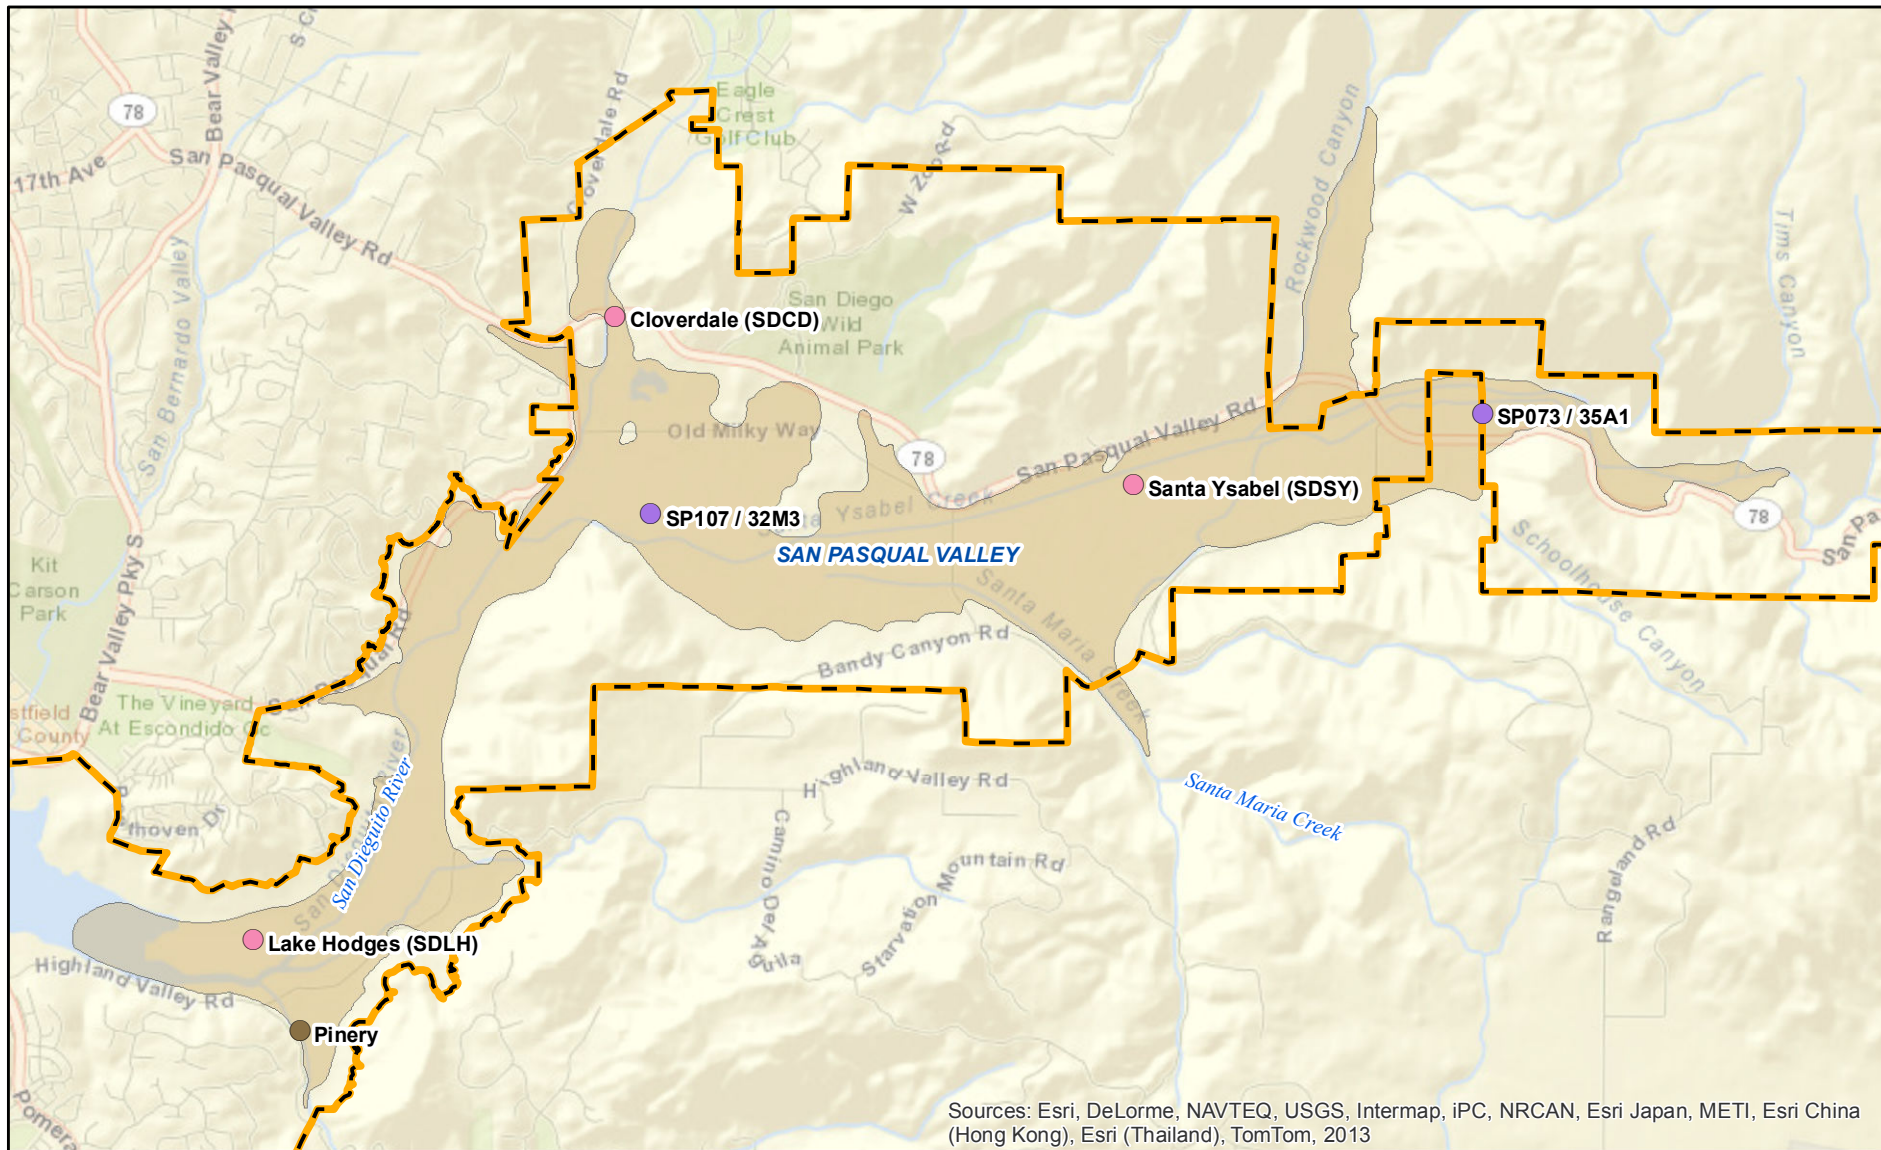 78
Bear Valley
17th Ave
San Pasqual Valley Rd
Cloverdale Rd
Eagle
Crest
Golf Club
W Zoo Rd
Rockwood Canyon
Tims Canyon
San Bernardo Valley
San Diego
Wild
Animal Park
Cloverdale (SDCD)
SP073 / 35A1
Old Milky Way
78
San Pasqual Valley Rd
Santa Ysabel (SDSY)
Ysabel Creek
SP107 / 32M3
SAN PASQUAL VALLEY
78
Schoolhouse Canyon
Kit
Carson
Park
Bear Valley Pky S
Santa Maria Creek
Bandy Canyon Rd
The Vineyard
At Escondido Gc
County
San Dieguito River
Highland Valley Rd
Santa Maria Creek
Camino Del Aguila
Starvation Mountain Rd
Rangeland Rd
Lake Hodges (SDLH)
Highland Valley Rd
Pinery
Sources: Esri, DeLorme, NAVTEQ, USGS, Intermap, iPC, NRCAN, Esri Japan, METI, Esri China
(Hong Kong), Esri (Thailand), TomTom, 2013